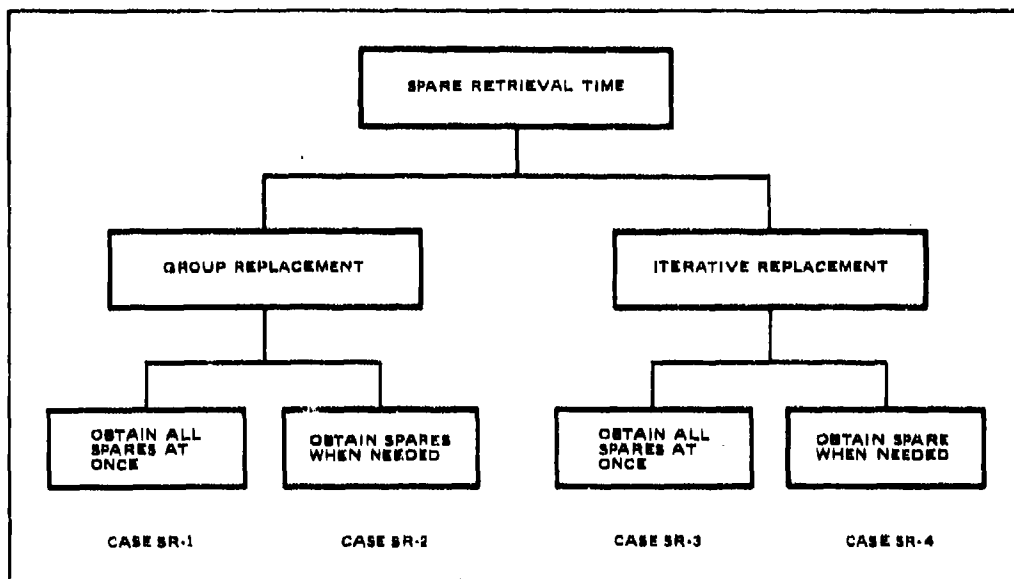 SPARE RETRIEVAL TIME
GROUP REPLACEMENT
ITERATIVE REPLACEMENT
OBTAIN ALL
SPARES AT
ONCE
OBTAIN SPARES
WHEN NEEDED
OBTAIN ALL
SPARES AT
ONCE
OBTAIN SPARE
WHEN NEEDED
CASE SR-1
CASE SR-2
CASE SR-3
CASE SR-4